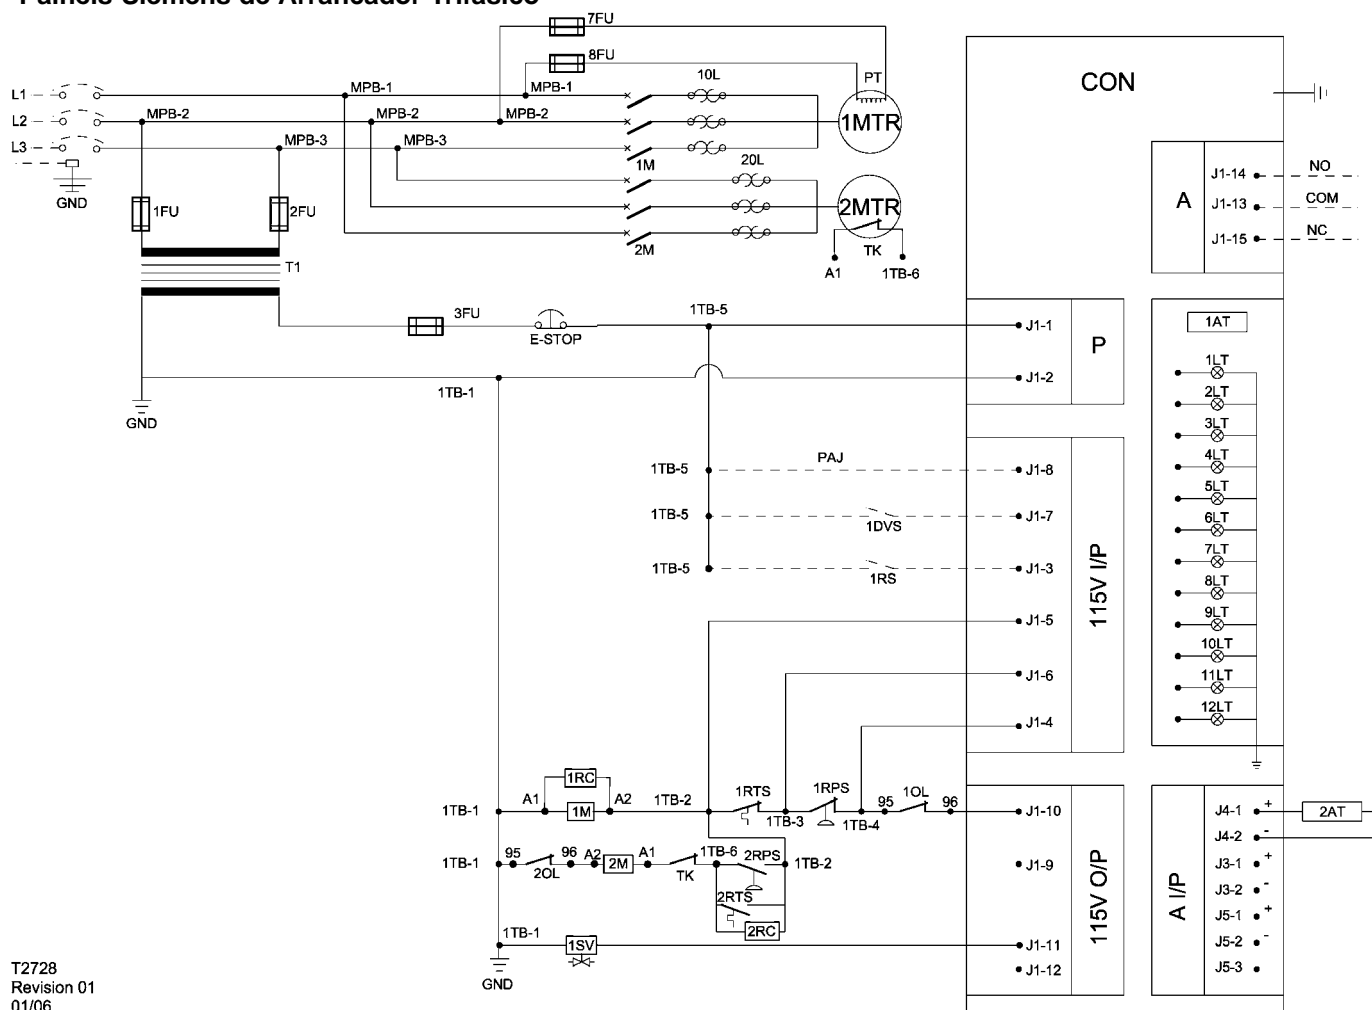 Painéis Siemens de Arrancador Trifásico
7FU
8FU
CON
L1
MPB-1
MPB-1
10L
PT
L2
MPB-2
MPB-2
MPB-2
1MTR
L3
MPB-3
MPB-3
1M
20L
GND
1FU
2FU
2MTR
2M
TK
A1
1TB-6
T1
A
J1-14
NO
J1-13
COM
J1-15
NC
3FU
E-STOP
1TB-5
J1-1
P
1TB-1
J1-2
GND
1AT
1LT
2LT
3LT
4LT
5LT
6LT
7LT
8LT
9LT
10LT
11LT
12LT
1TB-5
PAJ
J1-8
1TB-5
1DVS
J1-7
1TB-5
1RS
J1-3
115V I/P
J1-5
J1-6
J1-4
1RC
1TB-1
A1
1M
A2
1TB-2
1RTS
1TB-3
1RPS
1TB-4
95
1OL
96
J1-10
1TB-1
95
2OL
96
A2
2M
A1
TK
1TB-6
2RPS
1TB-2
J1-9
2RTS
2RC
1TB-1
1SV
J1-11
J1-12
GND
115V O/P
A I/P
J4-1
+
2AT
J4-2
-
J3-1
+
J3-2
-
J5-1
+
J5-2
-
J5-3
T2728
Revision 01
01/06